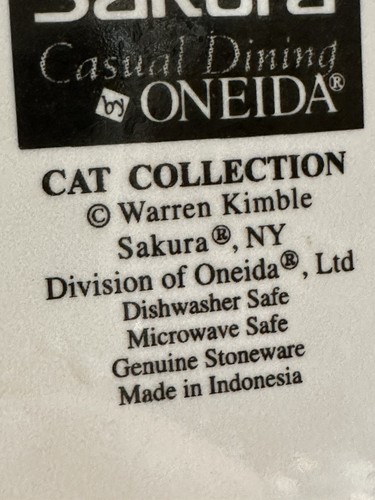 Sakura
Casual Dining
by ONEIDA®
CAT COLLECTION
© Warren Kimble
Sakura®, NY
Division of Oneida®, Ltd
Dishwasher Safe
Microwave Safe
Genuine Stoneware
Made in Indonesia